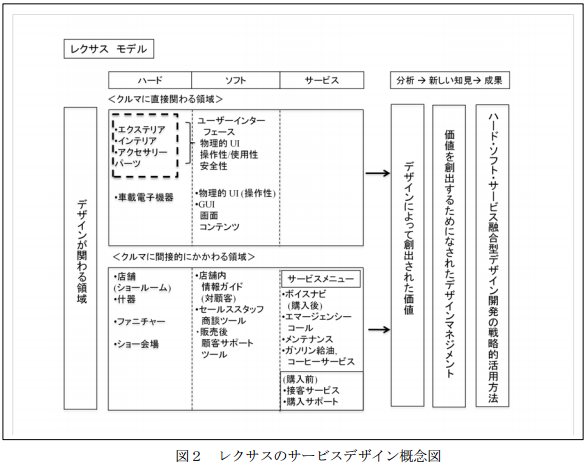 レクサス モデル
ハード
ソフト
サービス
分析 → 新しい知見→ 成果
デザインが関わる領域
＜クルマに直接関わる領域＞
•エクステリア
•インテリア
•アクセサリー
パーツ
•車載電子機器
ユーザーインター
フェース
物理的 UI
操作性/使用性
安全性
•物理的 UI (操作性)
•GUI
画面
コンテンツ
＜クルマに間接的にかかわる領域＞
•店舗
(ショールーム)
•什器
•ファニチャー
•ショー会場
•店舗内
情報ガイド
(対顧客)
•セールススタッフ
商談ツール
•販売後
顧客サポート
ツール
サービスメニュー
•ボイスナビ
(購入後)
•エマージェンシー
コール
•メンテナンス
•ガソリン給油、
コーヒーサービス
(購入前)
•接客サービス
•購入サポート
デザインによって創出された価値
価値を創出するためになされたデザインマネジメント
ハード・ソフト・サービス融合型デザイン開発の戦略的活用方法
図２ レクサスのサービスデザイン概念図